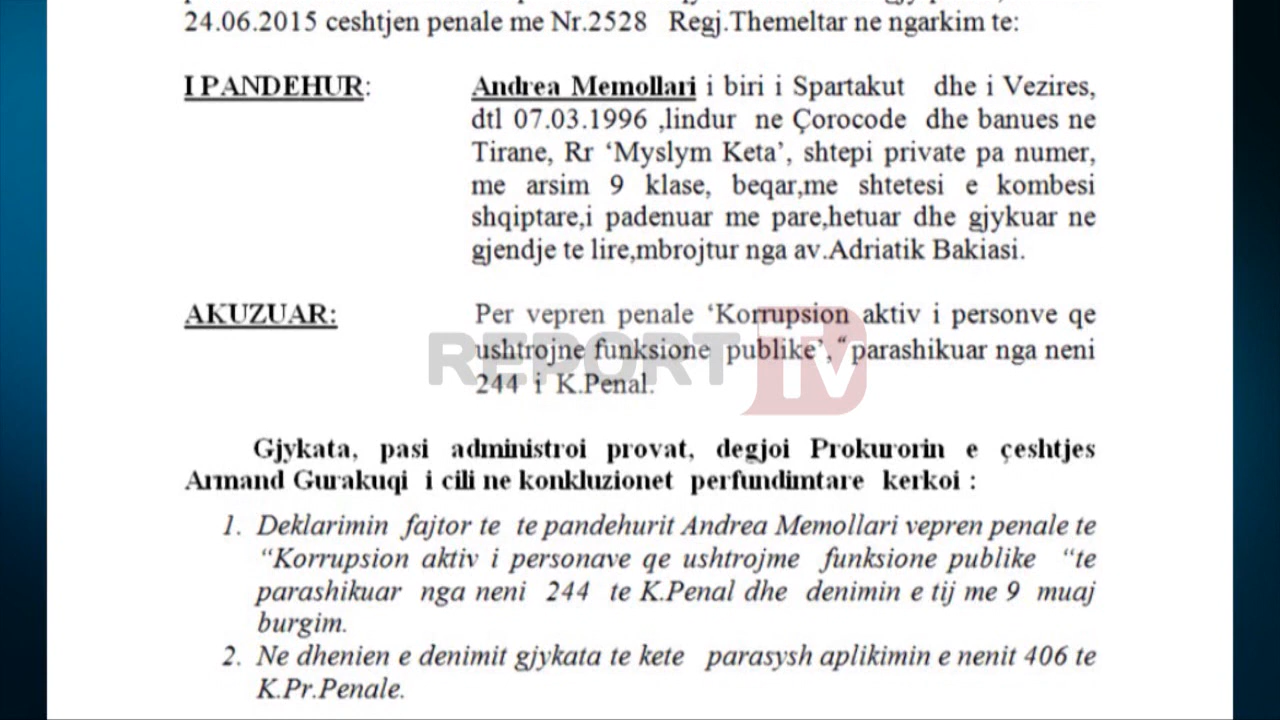 24.06.2015 ceshtjen penale me Nr.2528 Regj.Themeltar ne ngarkim te:
I PANDEHUR: Andrea Memollari i biri i Spartakut dhe i Vezires,
dtl 07.03.1996 ,lindur ne Çorocode dhe banues ne
Tirane, Rr ‘Myslym Keta’, shtepi private pa numer,
me arsim 9 klase, beqar,me shtetesi e kombesi
shqiptare,i padenuar me pare,hetuar dhe gjykuar ne
gjendje te lire,mbrojtur nga av.Adriatik Bakiasi.
AKUZUAR: Per vepren penale ‘Korrupsion aktiv i personve qe
ushtrojne funksione publike’,“parashikuar nga neni
244 i K.Penal.
REPORT TV
Gjykata, pasi administroi provat, degjoi Prokurorin e çeshtjes
Armand Gurakuqi i cili ne konkluzionet perfundimtare kerkoi :
1. Deklarimin fajtor te te pandehurit Andrea Memollari vepren penale te
“Korrupsion aktiv i personave qe ushtrojme funksione publike “te
parashikuar nga neni 244 te K.Penal dhe denimin e tij me 9 muaj
burgim.
2. Ne dhenien e denimit gjykata te kete parasysh aplikimin e nenit 406 te
K.Pr.Penale.